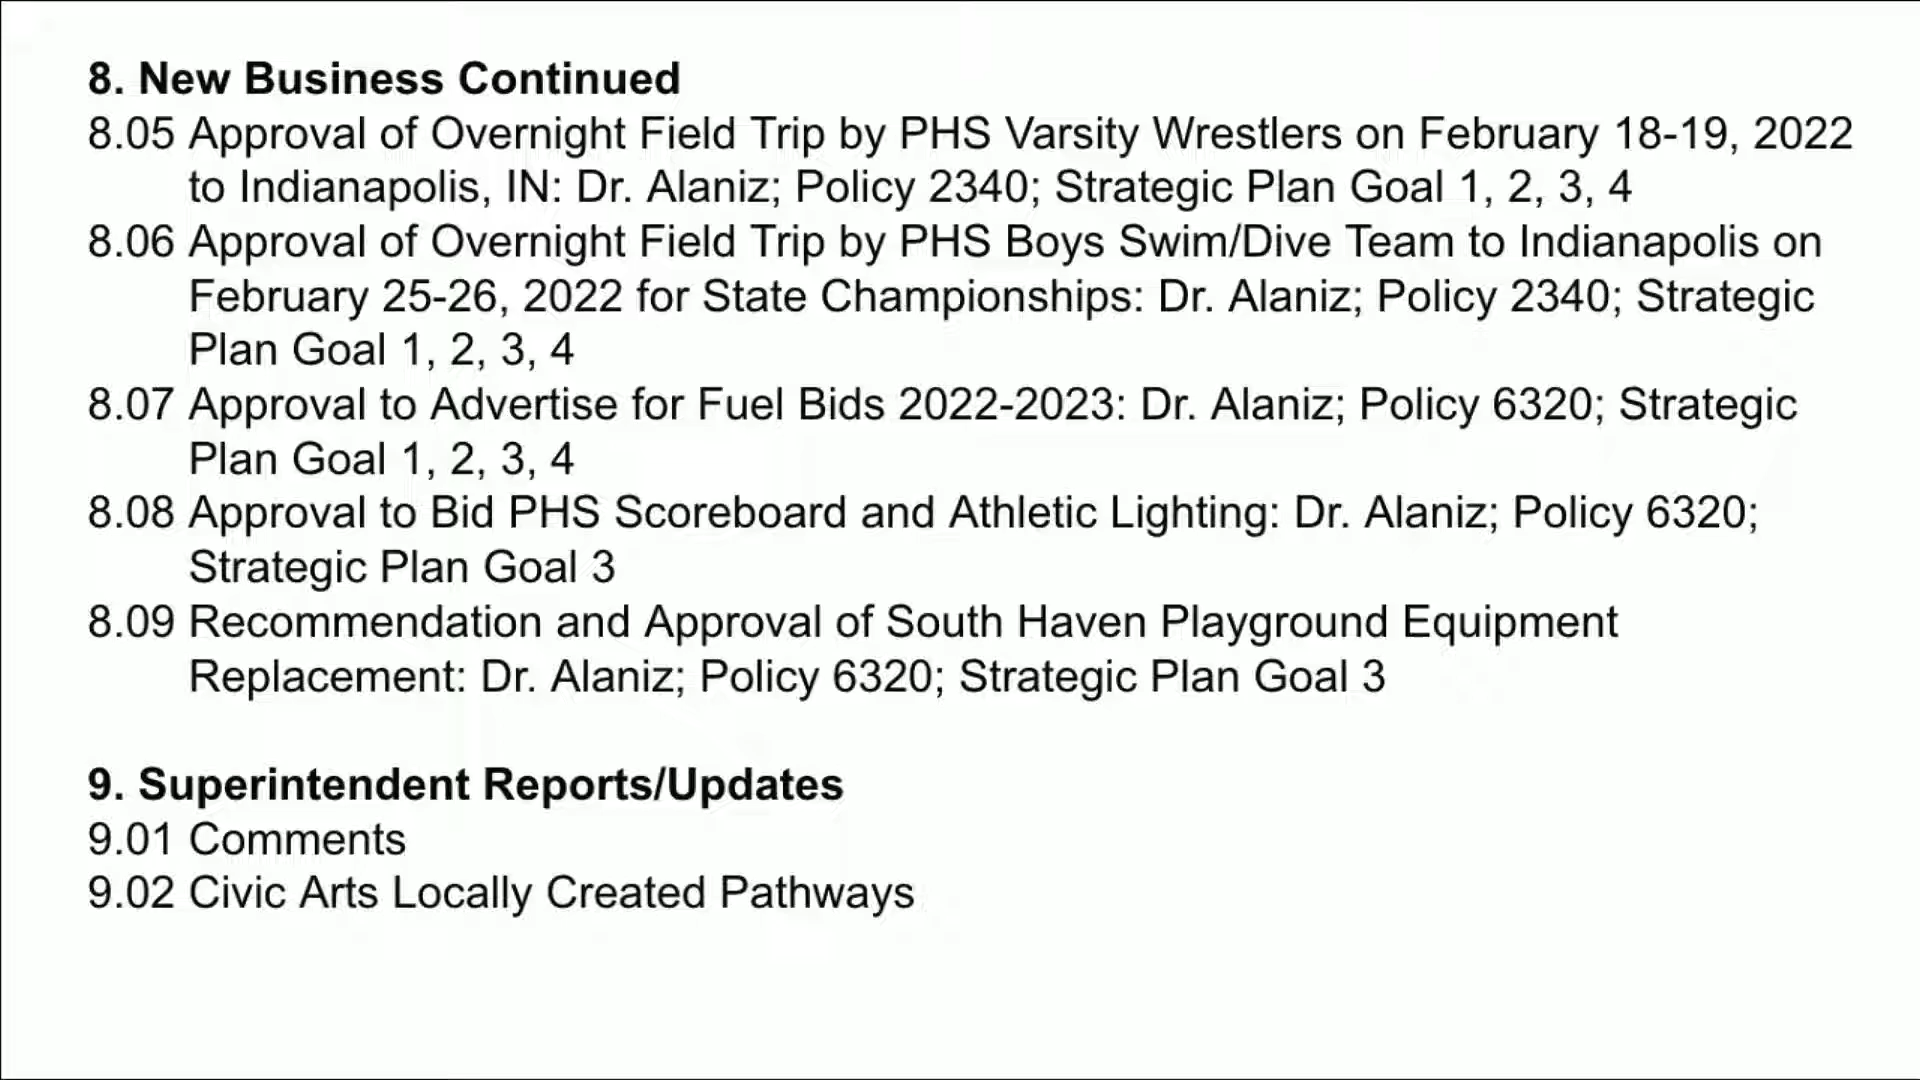 8. New Business Continued
8.05 Approval of Overnight Field Trip by PHS Varsity Wrestlers on February 18-19, 2022
to Indianapolis, IN: Dr. Alaniz; Policy 2340; Strategic Plan Goal 1, 2, 3, 4
8.06 Approval of Overnight Field Trip by PHS Boys Swim/Dive Team to Indianapolis on
February 25-26, 2022 for State Championships: Dr. Alaniz; Policy 2340; Strategic
Plan Goal 1, 2, 3, 4
8.07 Approval to Advertise for Fuel Bids 2022-2023: Dr. Alaniz; Policy 6320; Strategic
Plan Goal 1, 2, 3, 4
8.08 Approval to Bid PHS Scoreboard and Athletic Lighting: Dr. Alaniz; Policy 6320;
Strategic Plan Goal 3
8.09 Recommendation and Approval of South Haven Playground Equipment
Replacement: Dr. Alaniz; Policy 6320; Strategic Plan Goal 3
9. Superintendent Reports/Updates
9.01 Comments
9.02 Civic Arts Locally Created Pathways